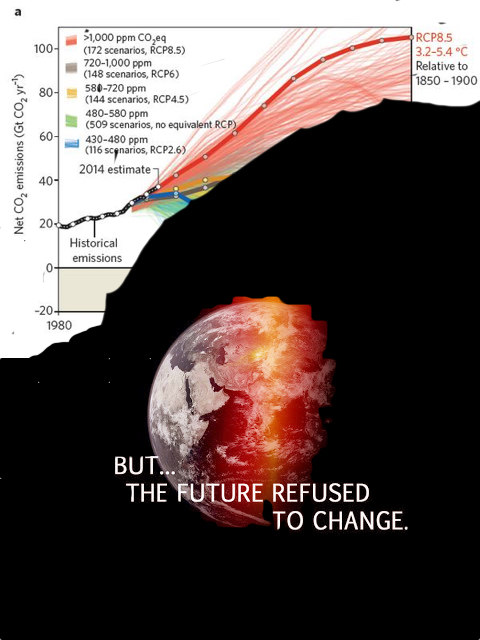 a
Net CO₂ emissions (Gt CO₂ yr⁻¹)
100
80
60
40
20
0
−20
1980
>1,000 ppm CO₂eq
(172 scenarios, RCP8.5)
720–1,000 ppm
(148 scenarios, RCP6)
580–720 ppm
(144 scenarios, RCP4.5)
480–580 ppm
(509 scenarios, no equivalent RCP)
430–480 ppm
(116 scenarios, RCP2.6)
2014 estimate
Historical
emissions
RCP8.5
3.2–5.4 °C
Relative to
1850 – 1900
BUT...
THE FUTURE REFUSED
TO CHANGE.